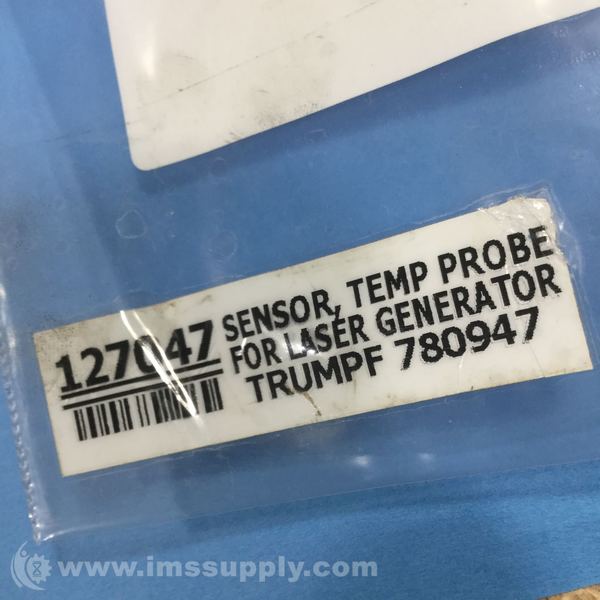 127047
SENSOR, TEMP PROBE
FOR LASER GENERATOR
TRUMPF 780947
www.imssupply.com